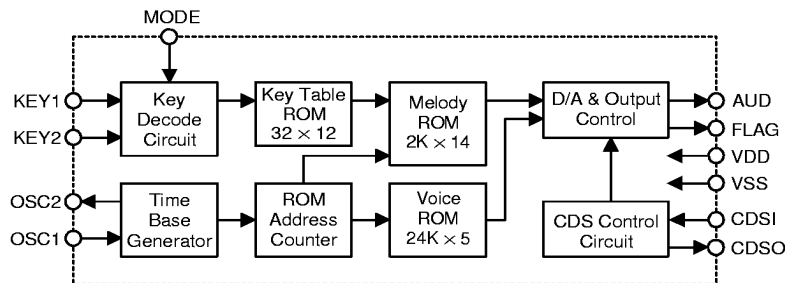 MODE
KEY1
KEY2
OSC2
OSC1
Key
Decode
Circuit
Key Table
ROM
32 × 12
Melody
ROM
2K × 14
D/A & Output
Control
Time
Base
Generator
ROM
Address
Counter
Voice
ROM
24K × 5
CDS Control
Circuit
AUD
FLAG
VDD
VSS
CDSI
CDSO